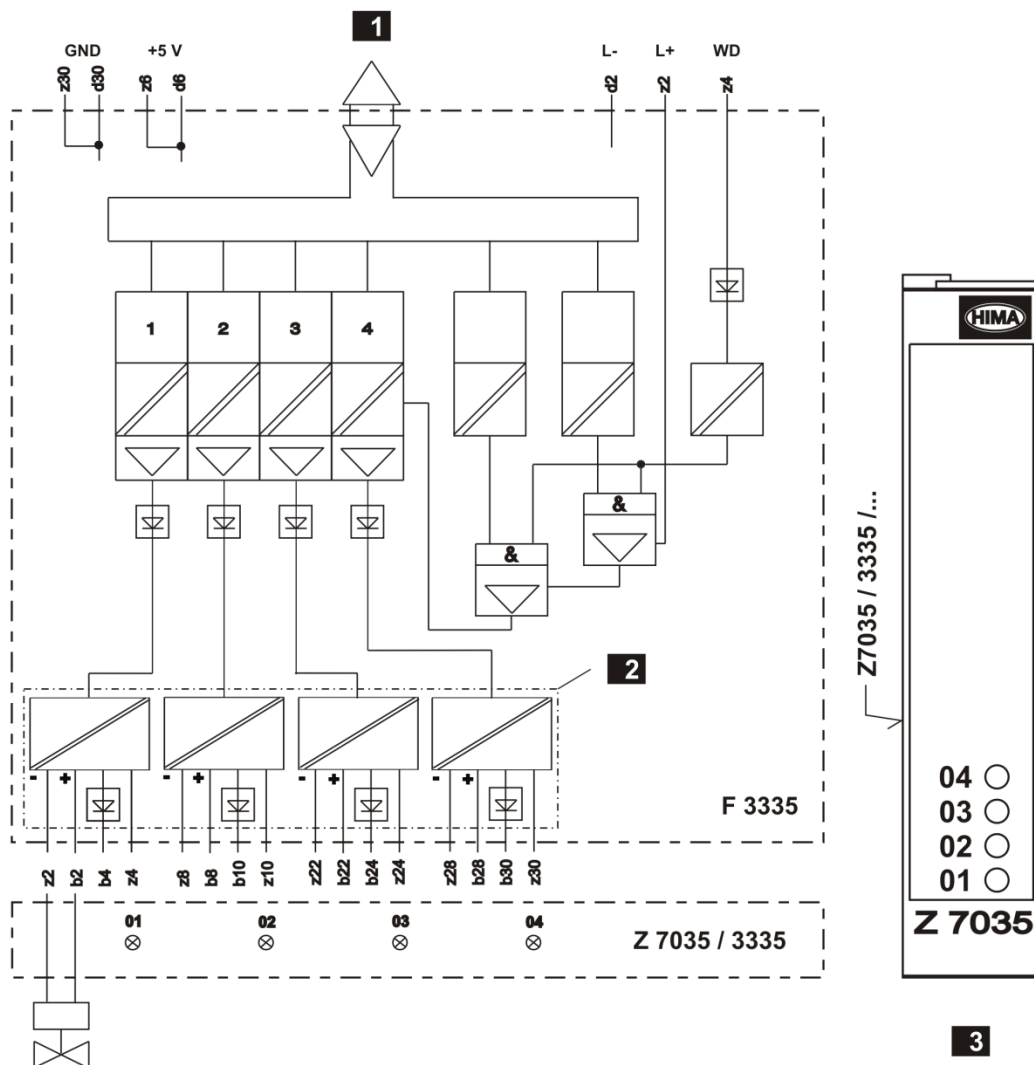 1
GND +5 V L- L+ WD
z30 d30 z6 d6 d2 z2 z4
HIMA
1 2 3 4
&
&
Z7035 / 3335 /...
2
- + - + - + - +
F 3335
z2 b2 b4 z4 z8 b8 b10 z10 z22 b22 b24 z24 z28 b28 b30 z30
01 02 03 04
Z 7035 / 3335
04
03
02
01
Z 7035
3